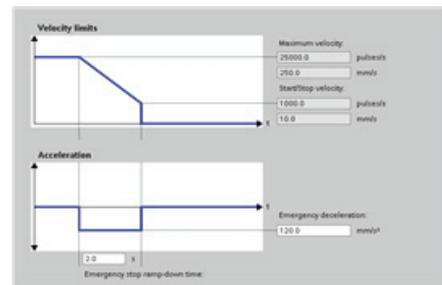 Velocity limits
Maximum velocity:
25000.0 pulses/s
250.0 mm/s
Start/Stop velocity:
1000.0 pulses/s
10.0 mm/s
t
Acceleration
t
Emergency deceleration:
120.0 mm/s²
2.0 s
Emergency stop ramp-down time: